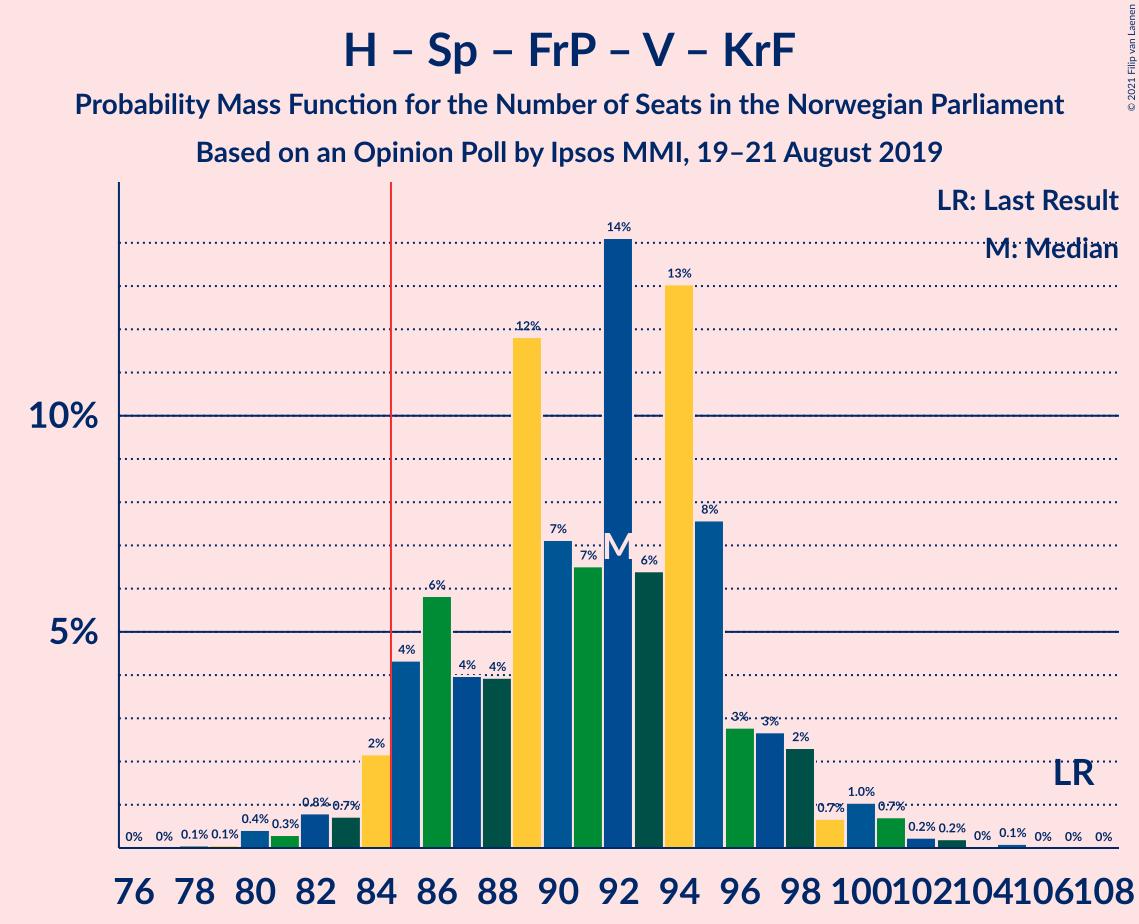 H – Sp – FrP – V – KrF
Probability Mass Function for the Number of Seats in the Norwegian Parliament
Based on an Opinion Poll by Ipsos MMI, 19–21 August 2019
© 2021 Filip van Laenen
LR: Last Result
M: Median
14%
13%
12%
10%
8%
7%
7%
M
6%
6%
5%
4%
4%
4%
3%
3%
2%
2%
LR
0% 0% 0.1% 0.1% 0.4% 0.3% 0.8% 0.7%
0.7% 1.0% 0.7% 0.2% 0.2% 0% 0.1% 0% 0% 0%
76 78 80 82 84 86 88 90 92 94 96 98 100 102 104 106 108